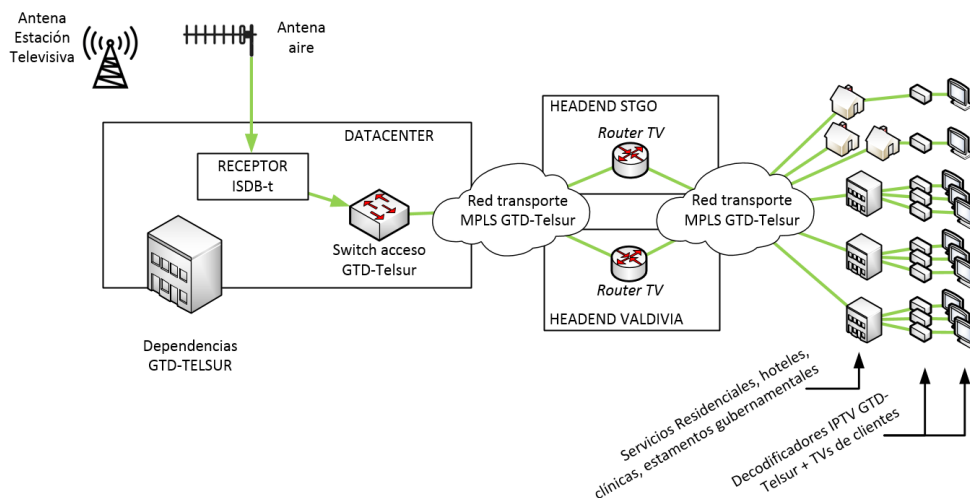 Antena
Estación
Televisiva
Antena
aire
DATACENTER
RECEPTOR
ISDB-t
Switch acceso
GTD-Telsur
Dependencias
GTD-TELSUR
Red transporte
MPLS GTD-Telsur
HEADEND STGO
Router TV
Router TV
HEADEND VALDIVIA
Red transporte
MPLS GTD-Telsur
Servicios Residenciales, hoteles,
clínicas, estamentos gubernamentales
Decodificadores IPTV GTD-
Telsur + TVs de clientes